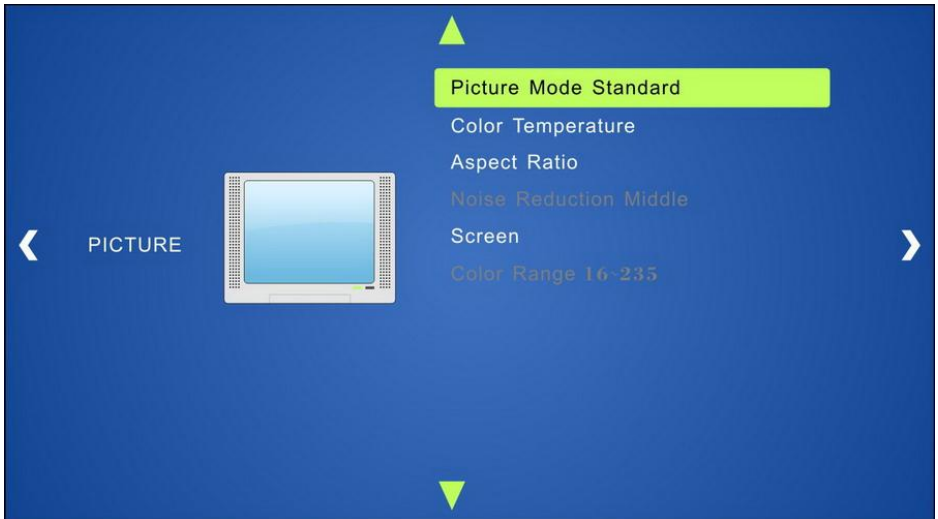 Picture Mode Standard
Color Temperature
Aspect Ratio
Noise Reduction Middle
Screen
PICTURE
Color Range 16~235